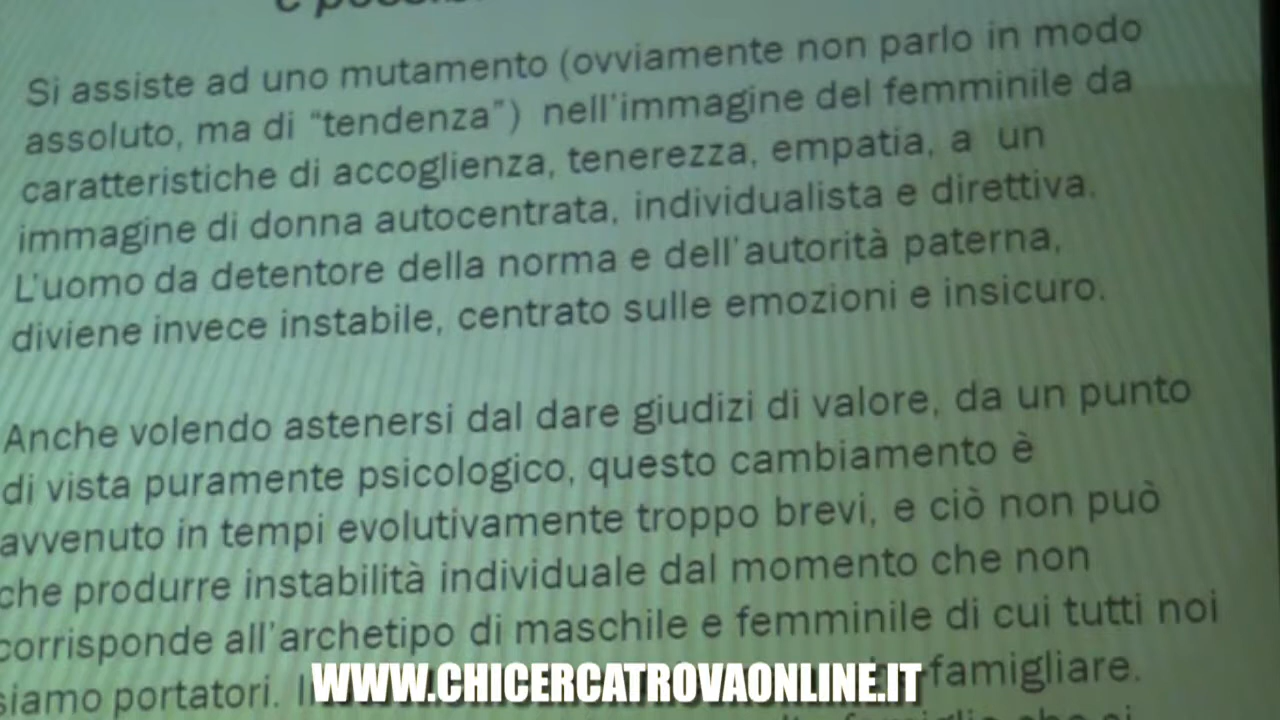 Si assiste ad uno mutamento (ovviamente non parlo in modo
assoluto, ma di “tendenza”) nell'immagine del femminile da
caratteristiche di accoglienza, tenerezza, empatia, a un
immagine di donna autocentrata, individualista e direttiva.
L'uomo da detentore della norma e dell'autorità paterna,
diviene invece instabile, centrato sulle emozioni e insicuro.
Anche volendo astenersi dal dare giudizi di valore, da un punto
di vista puramente psicologico, questo cambiamento è
avvenuto in tempi evolutivamente troppo brevi, e ciò non può
che produrre instabilità individuale dal momento che non
corrisponde all'archetipo di maschile e femminile di cui tutti noi
siamo portatori. famigliare.
WWW.CHICERCATROVAONLINE.IT